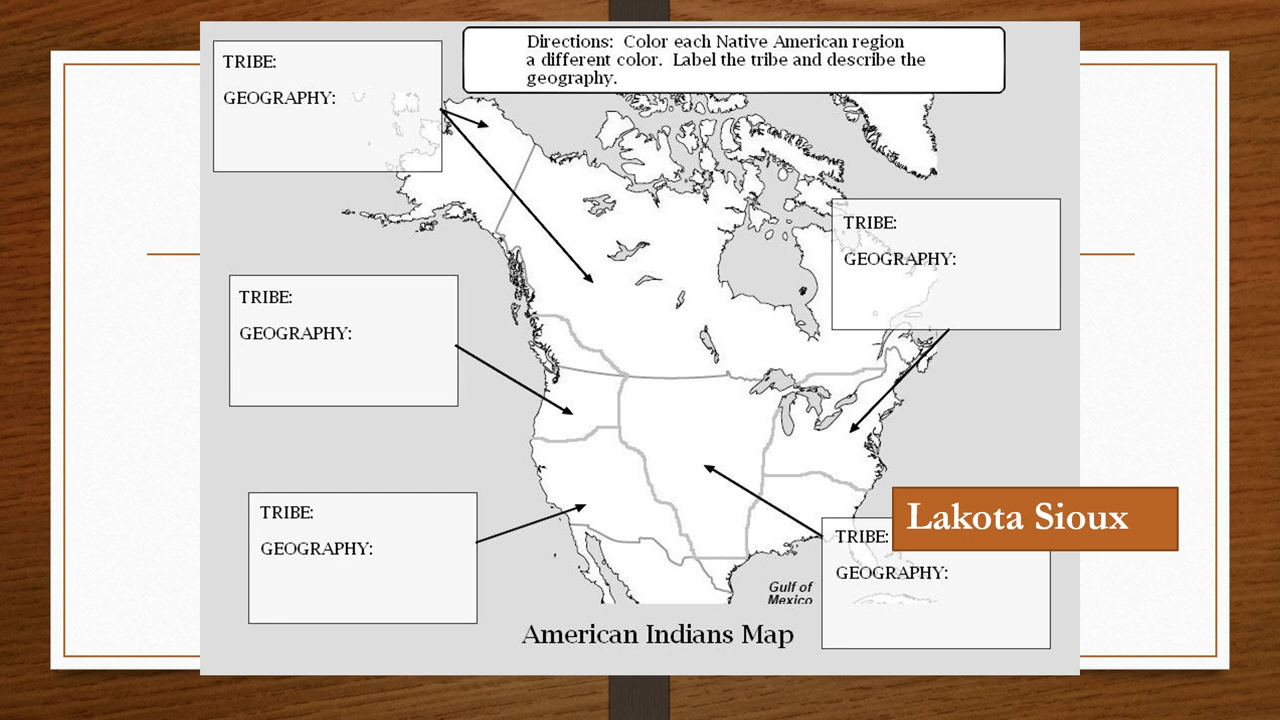 TRIBE:
GEOGRAPHY:
Directions: Color each Native American region
a different color. Label the tribe and describe the
geography.
TRIBE:
GEOGRAPHY:
TRIBE:
GEOGRAPHY:
TRIBE:
GEOGRAPHY:
Lakota Sioux
TRIBE:
GEOGRAPHY:
Gulf of
Mexico
American Indians Map